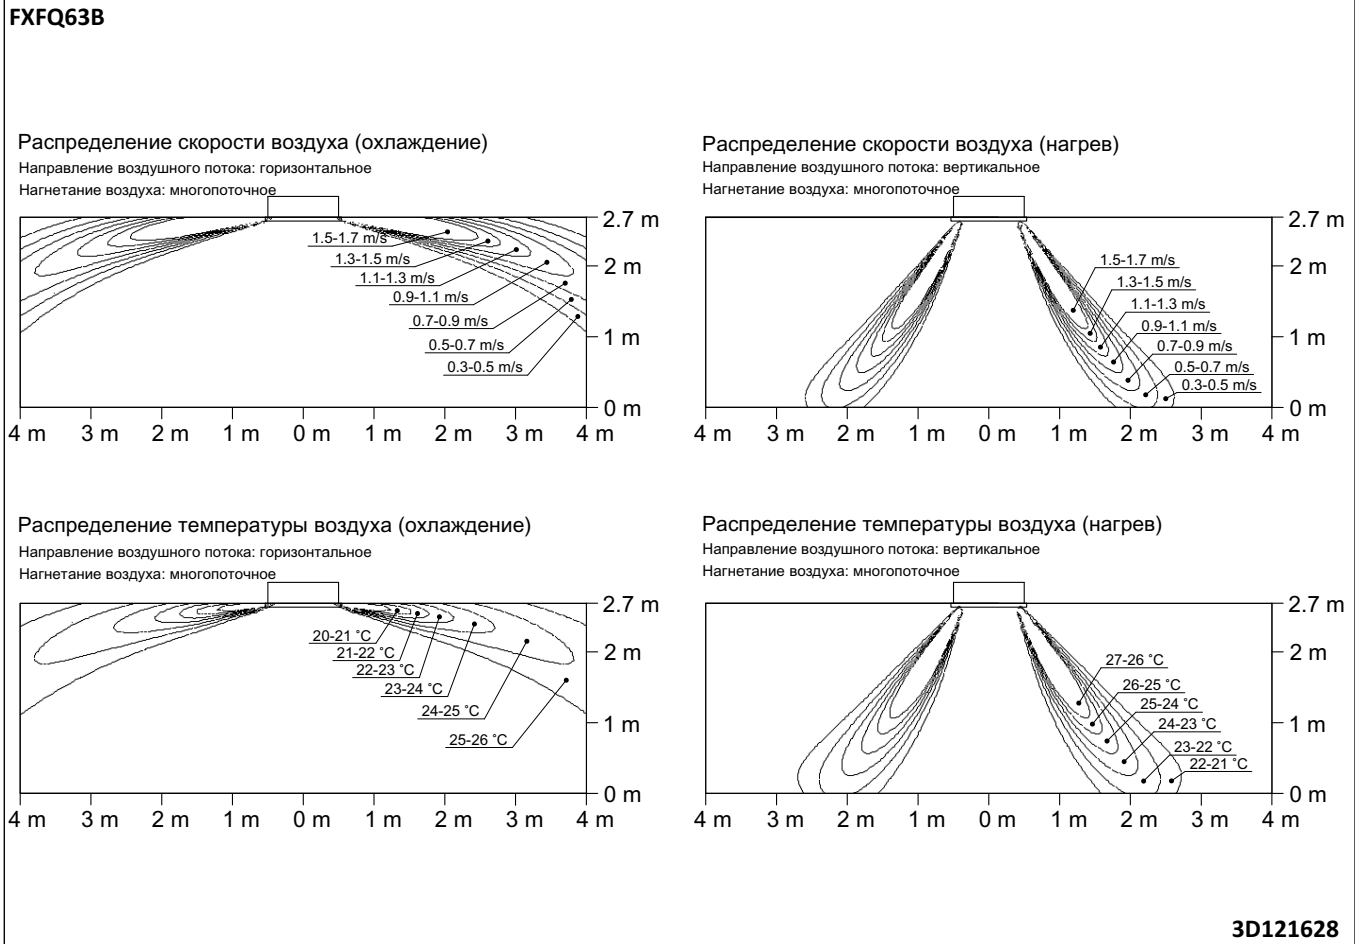 FXFQ63B
Распределение скорости воздуха (охлаждение)
Направление воздушного потока: горизонтальное
Нагнетание воздуха: многопоточное
2.7 m
1.5-1.7 m/s
1.3-1.5 m/s
2 m
1.1-1.3 m/s
0.9-1.1 m/s
0.7-0.9 m/s
1 m
0.5-0.7 m/s
0.3-0.5 m/s
0 m
4 m 3 m 2 m 1 m 0 m 1 m 2 m 3 m 4 m
Распределение скорости воздуха (нагрев)
Направление воздушного потока: вертикальное
Нагнетание воздуха: многопоточное
2.7 m
1.5-1.7 m/s
2 m
1.3-1.5 m/s
1.1-1.3 m/s
0.9-1.1 m/s
1 m
0.7-0.9 m/s
0.5-0.7 m/s
0.3-0.5 m/s
0 m
4 m 3 m 2 m 1 m 0 m 1 m 2 m 3 m 4 m
Распределение температуры воздуха (охлаждение)
Направление воздушного потока: горизонтальное
Нагнетание воздуха: многопоточное
2.7 m
20-21 ˚C
21-22 ˚C
2 m
22-23 ˚C
23-24 ˚C
24-25 ˚C
1 m
25-26 ˚C
0 m
4 m 3 m 2 m 1 m 0 m 1 m 2 m 3 m 4 m
Распределение температуры воздуха (нагрев)
Направление воздушного потока: вертикальное
Нагнетание воздуха: многопоточное
2.7 m
2 m
27-26 ˚C
26-25 ˚C
25-24 ˚C
24-23 ˚C
1 m
23-22 ˚C
22-21 ˚C
0 m
4 m 3 m 2 m 1 m 0 m 1 m 2 m 3 m 4 m
3D121628